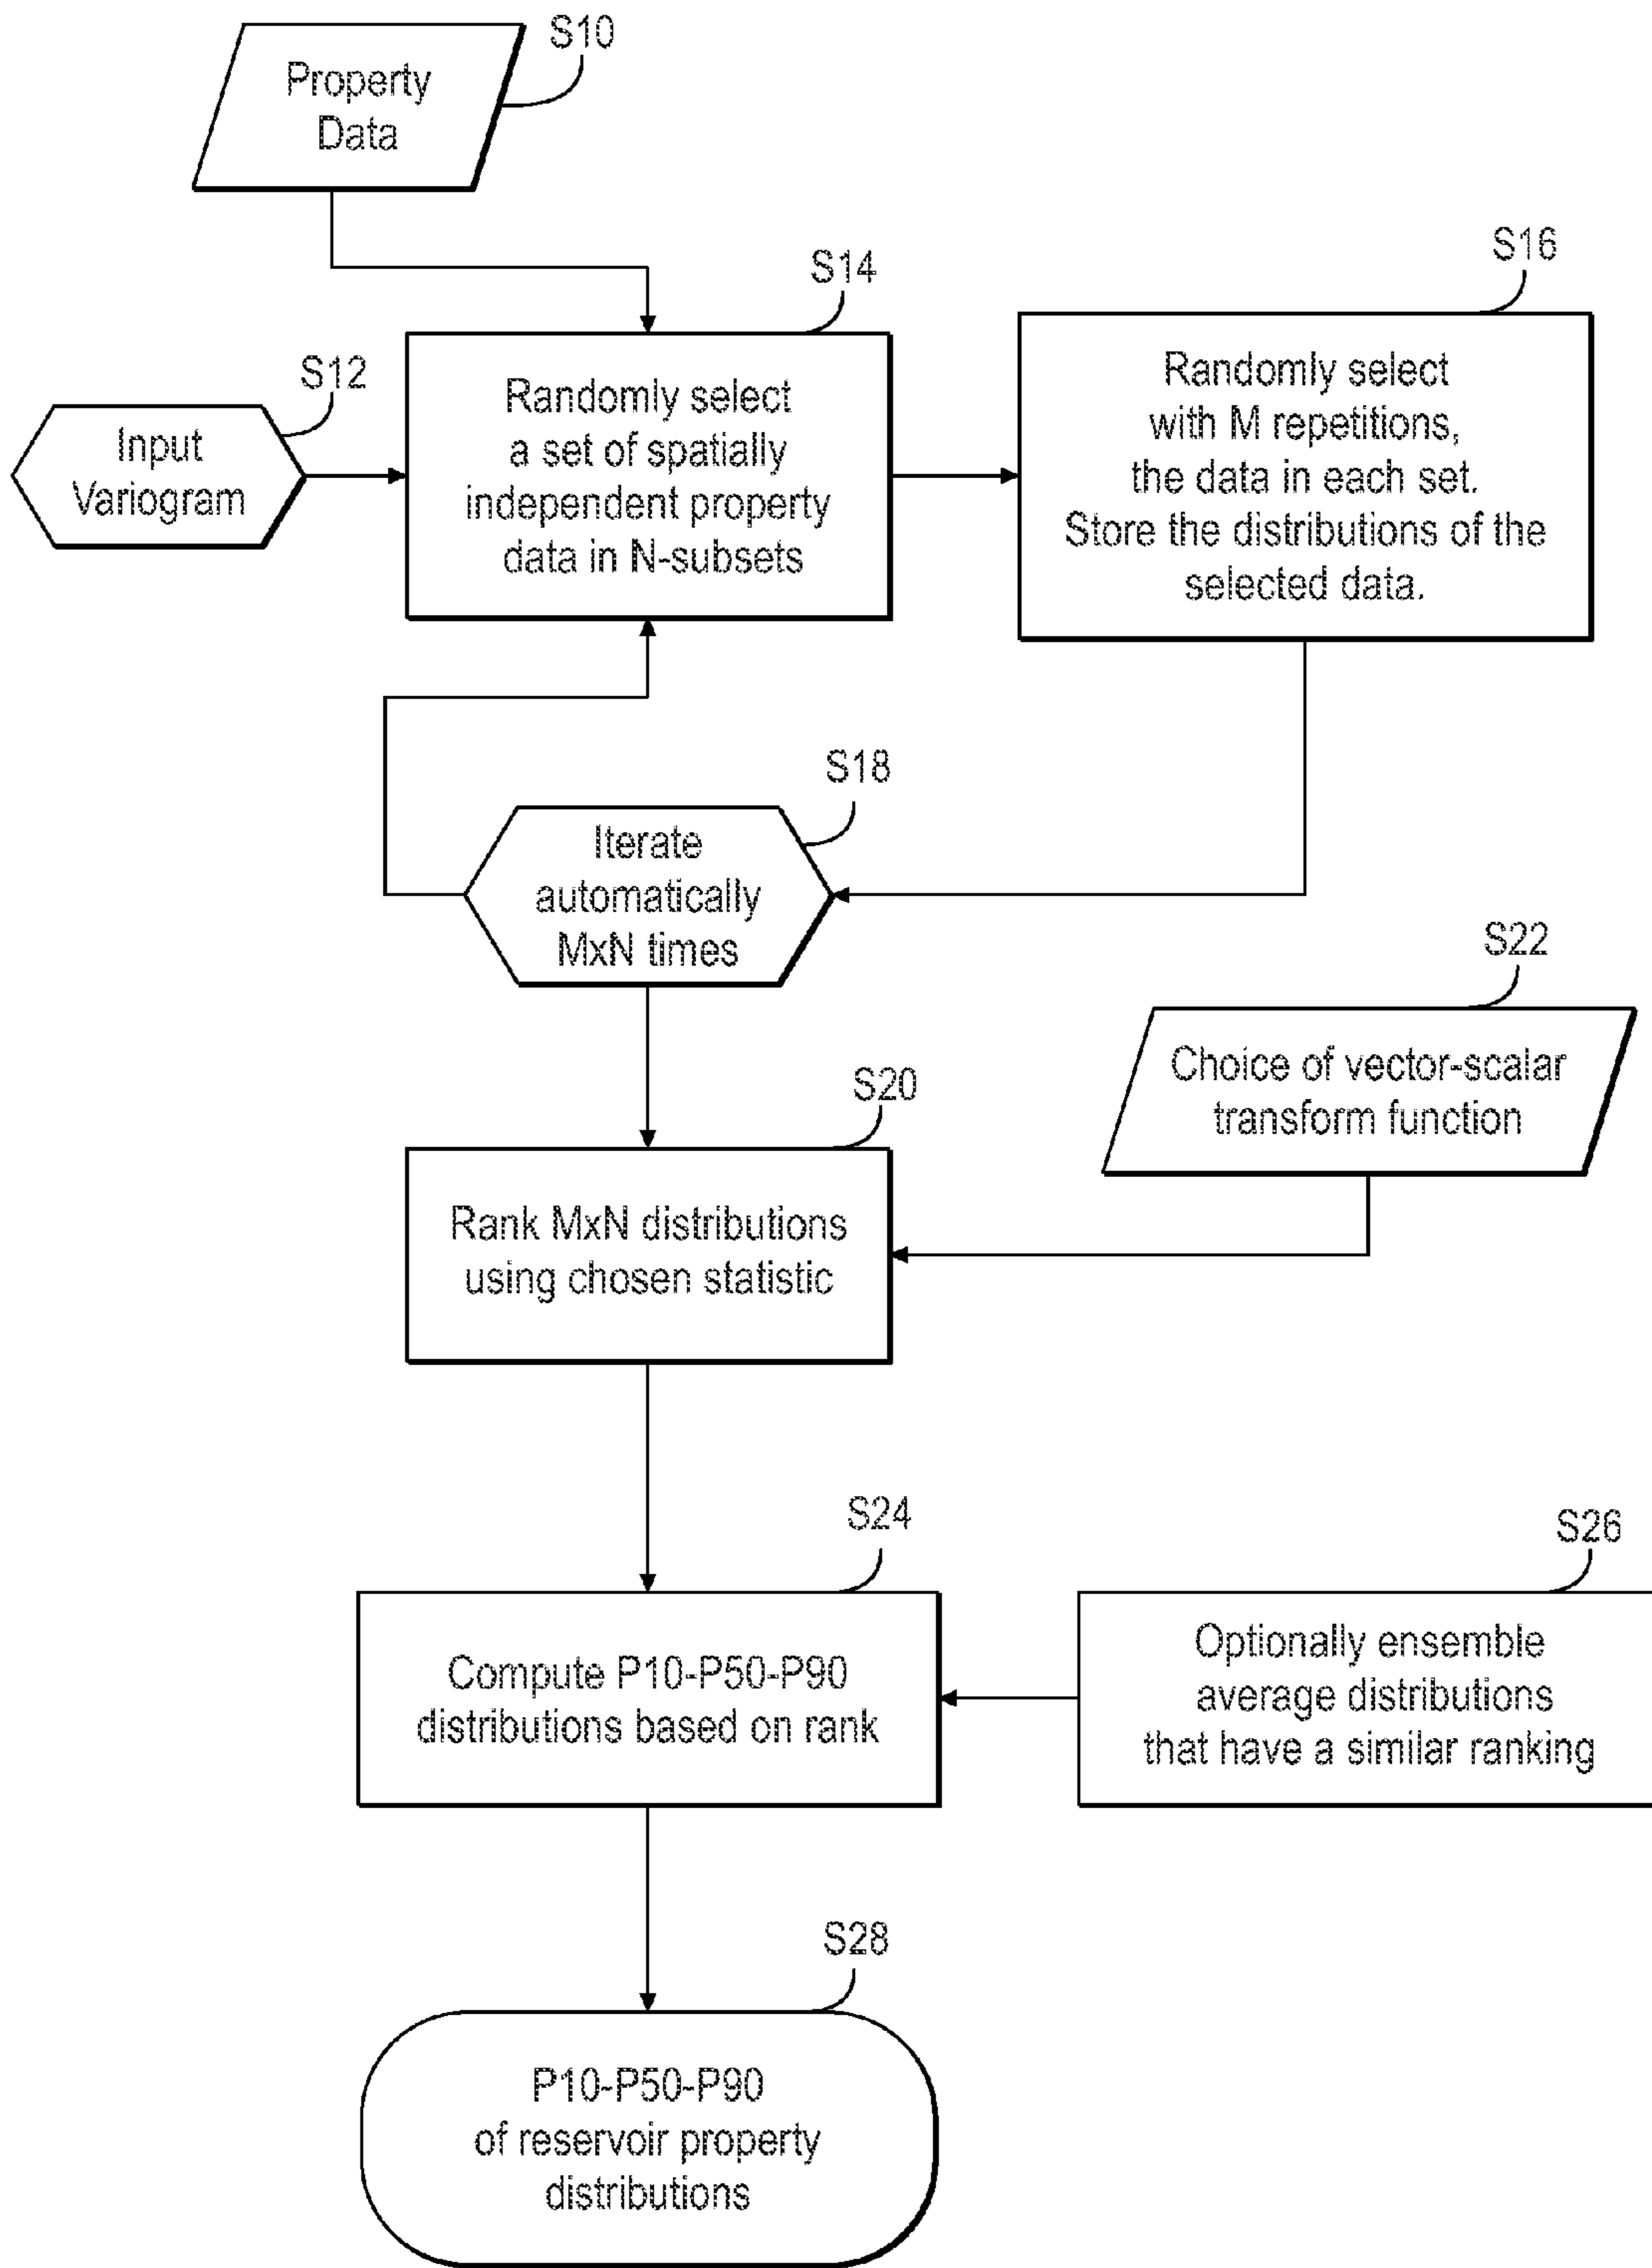 S10
Property
Data
S14
S16
S12
Input
Variogram
Randomly select
a set of spatially
independent property
data in N-subsets
Randomly select
with M repetitions,
the data in each set.
Store the distributions of the
selected data.
S18
Iterate
automatically
MxN times
S22
Choice of vector-scalar
transform function
S20
Rank MxN distributions
using chosen statistic
S24
S26
Compute P10-P50-P90
distributions based on rank
Optionally ensemble
average distributions
that have a similar ranking
S28
P10-P50-P90
of reservoir property
distributions